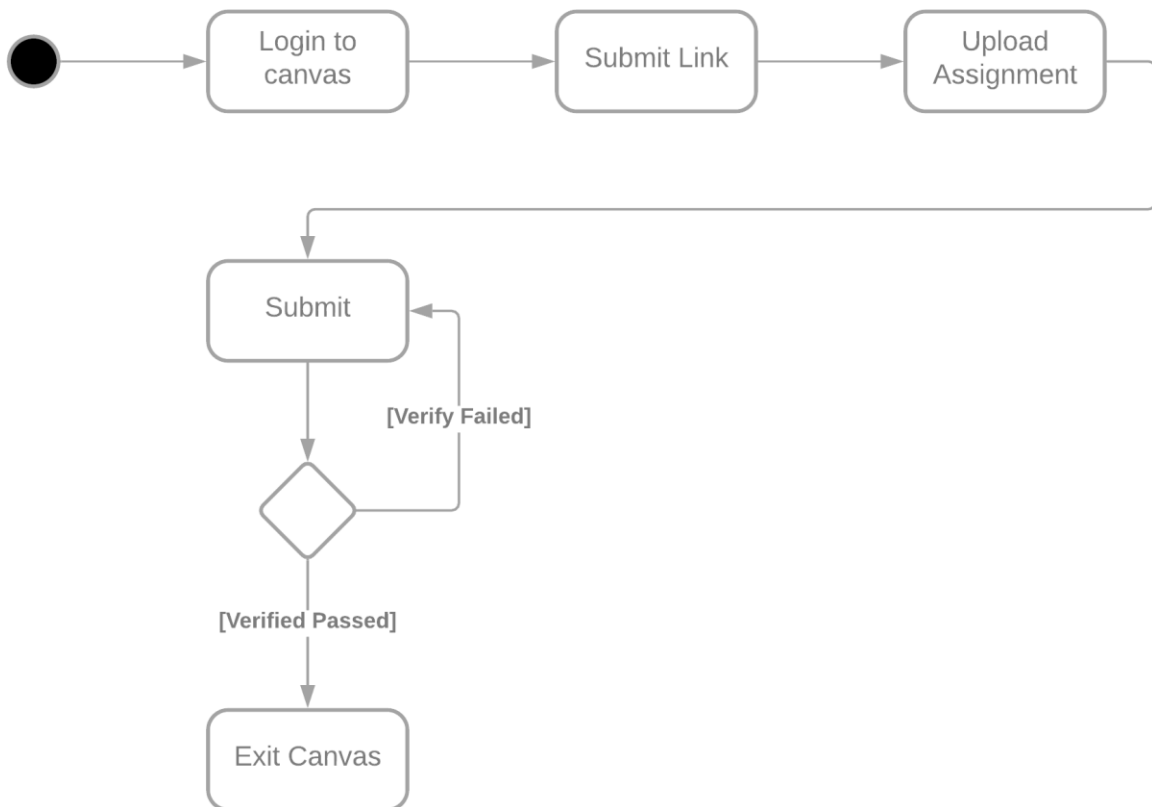 Login to
canvas
Submit Link
Upload
Assignment
Submit
[Verify Failed]
[Verified Passed]
Exit Canvas